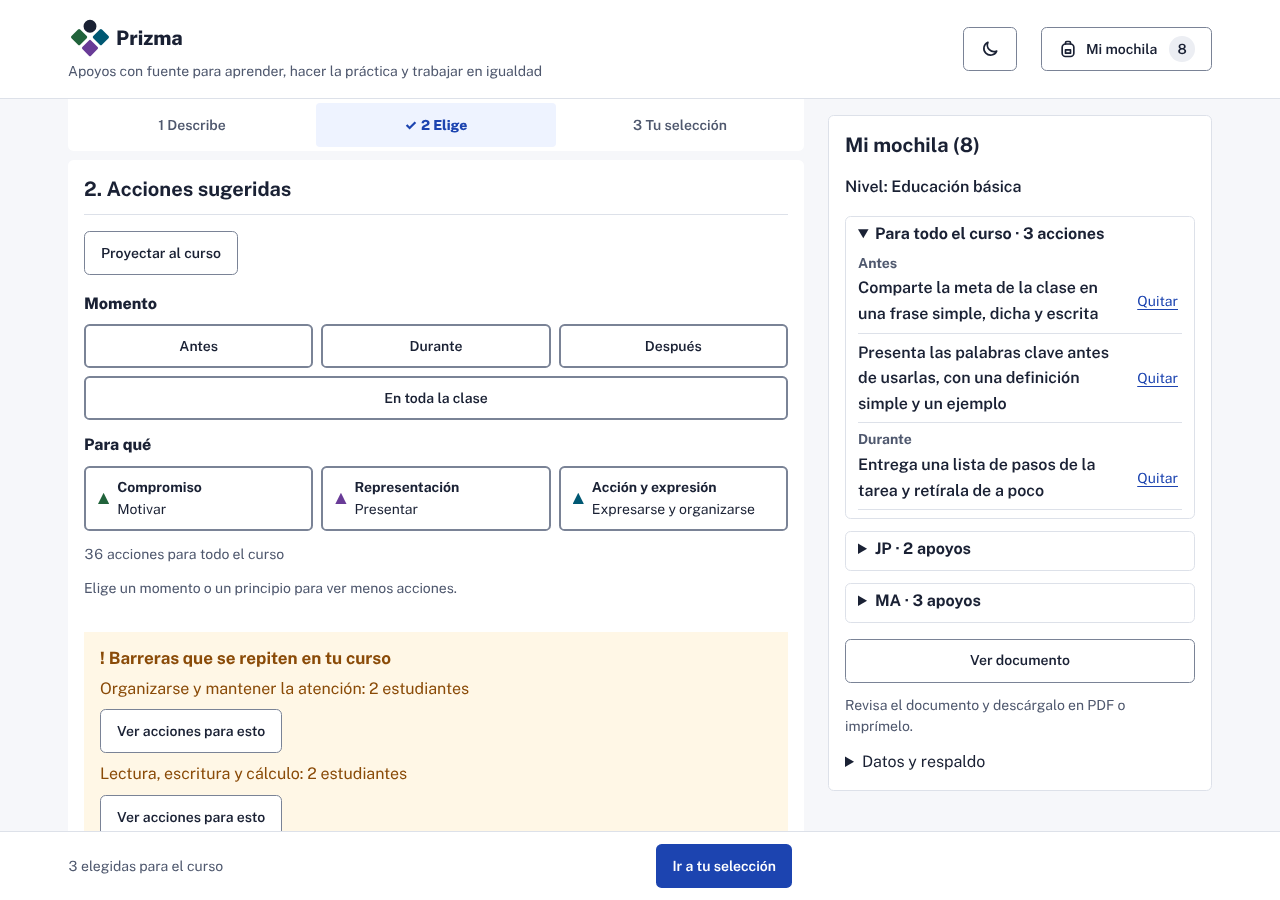 Prizma
Apoyos con fuente para aprender, hacer la práctica y trabajar en igualdad
Mi mochila 8
1 Describe
✓ 2 Elige
3 Tu selección
2. Acciones sugeridas
Proyectar al curso
Momento
Antes
Durante
Después
En toda la clase
Para qué
Compromiso
Motivar
Representación
Presentar
Acción y expresión
Expresarse y organizarse
36 acciones para todo el curso
Elige un momento o un principio para ver menos acciones.
! Barreras que se repiten en tu curso
Organizarse y mantener la atención: 2 estudiantes
Ver acciones para esto
Lectura, escritura y cálculo: 2 estudiantes
Ver acciones para esto
Mi mochila (8)
Nivel: Educación básica
▼ Para todo el curso · 3 acciones
Antes
Comparte la meta de la clase en
una frase simple, dicha y escrita
Quitar
Presenta las palabras clave antes
de usarlas, con una definición
simple y un ejemplo
Quitar
Durante
Entrega una lista de pasos de la
tarea y retírala de a poco
Quitar
▶ JP · 2 apoyos
▶ MA · 3 apoyos
Ver documento
Revisa el documento y descárgalo en PDF o
imprímelo.
▶ Datos y respaldo
3 elegidas para el curso
Ir a tu selección